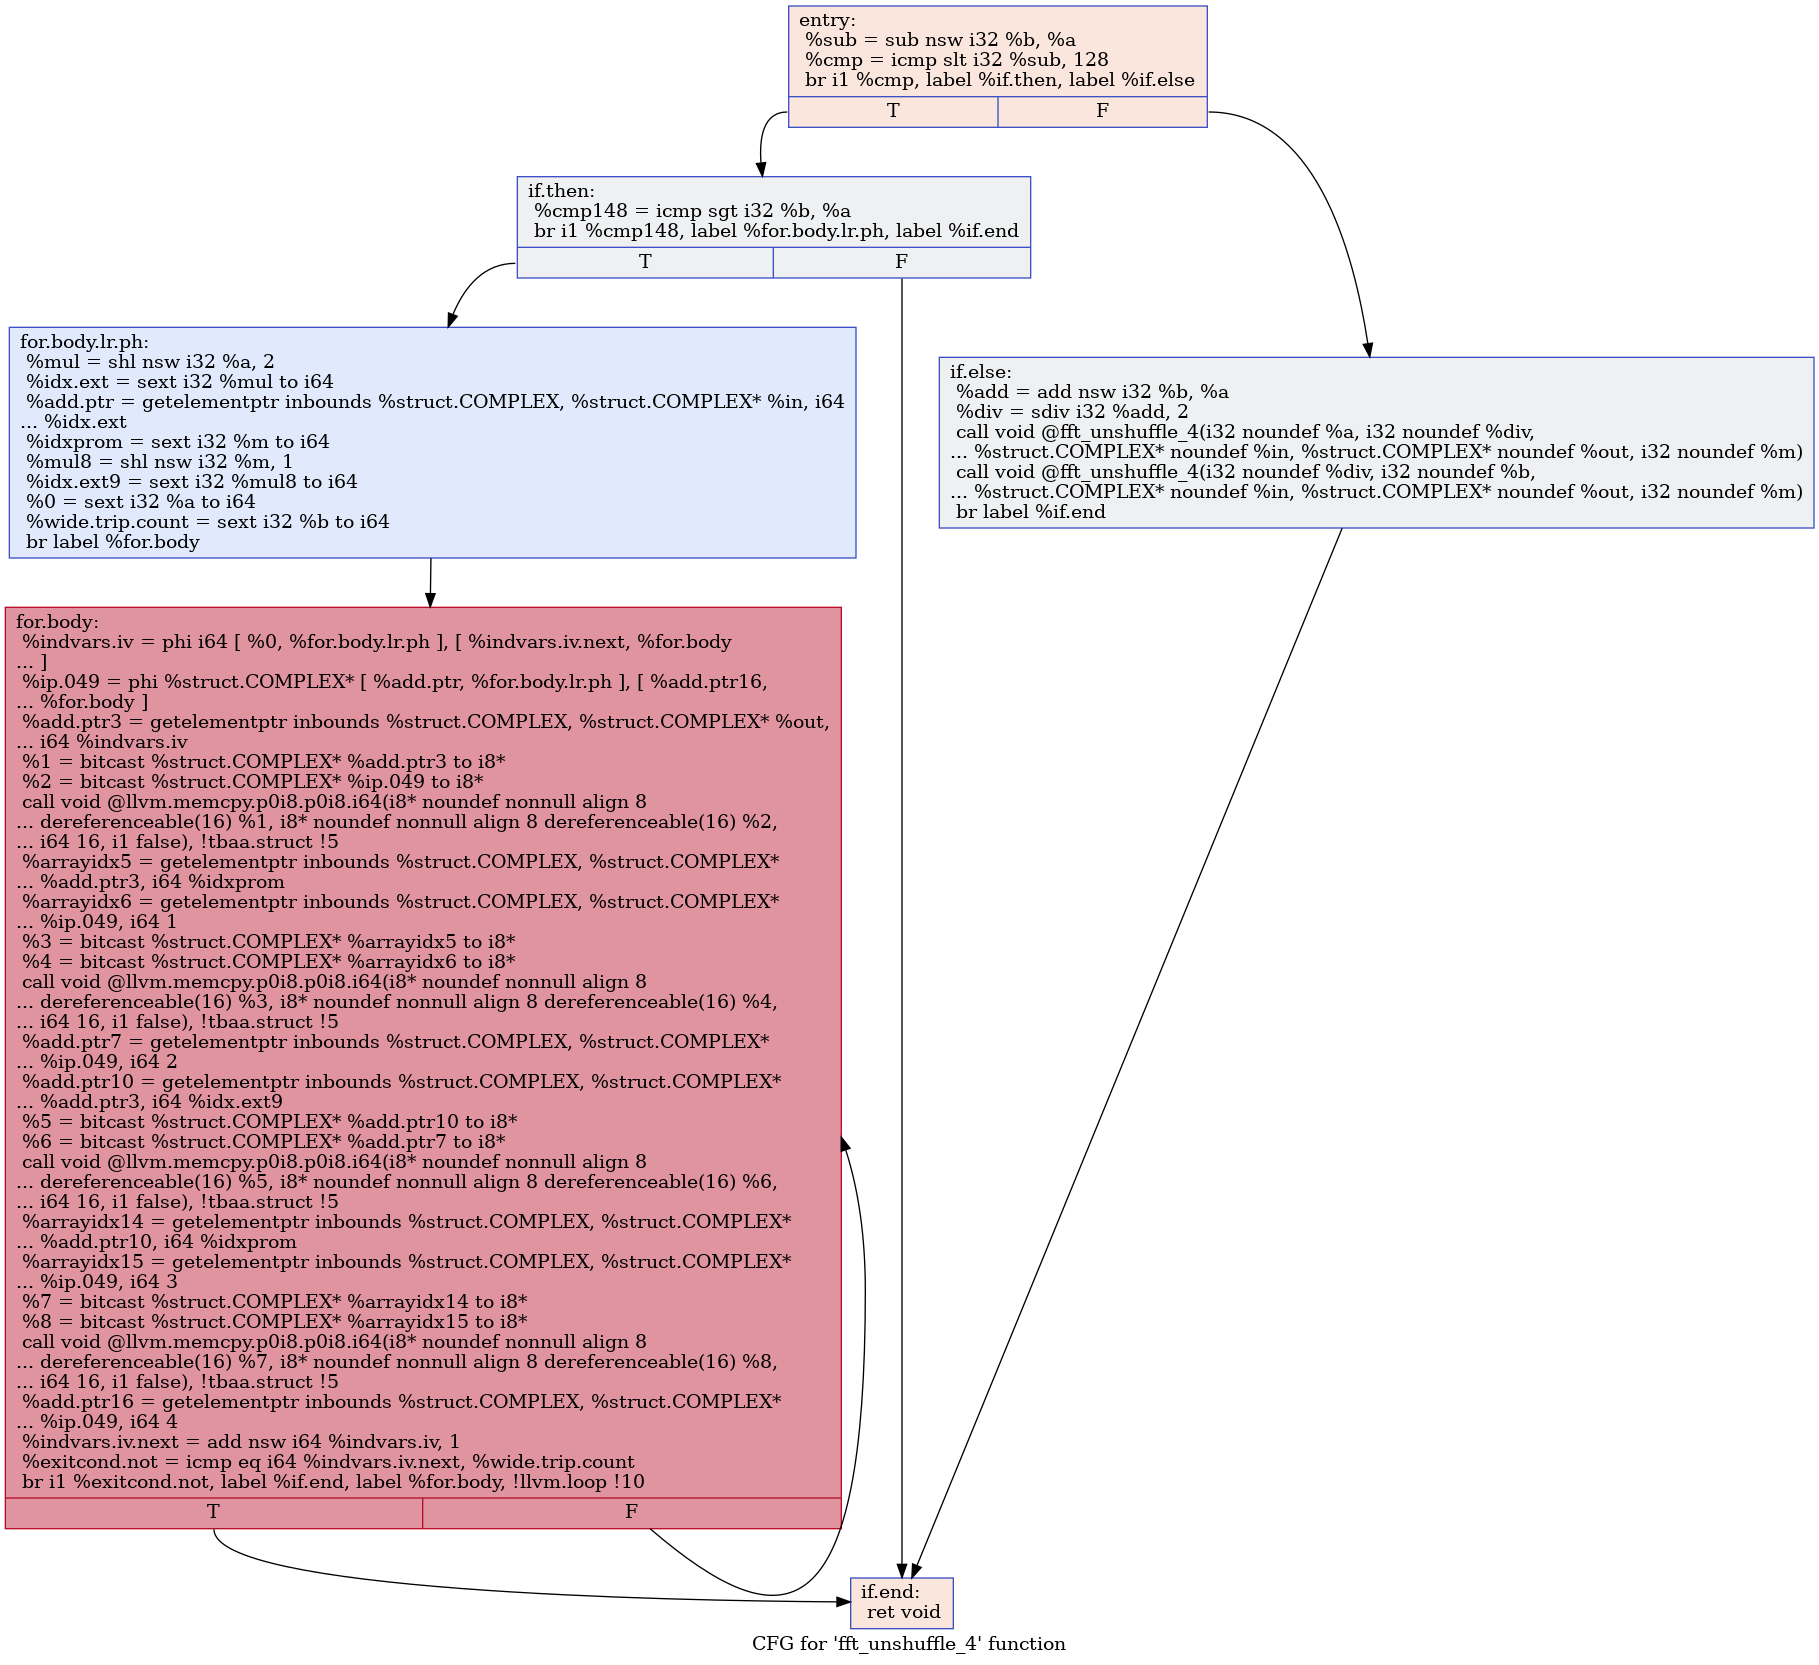 entry:
%sub = sub nsw i32 %b, %a
%cmp = icmp slt i32 %sub, 128
br i1 %cmp, label %if.then, label %if.else
T
F
if.then:
%cmp148 = icmp sgt i32 %b, %a
br i1 %cmp148, label %for.body.lr.ph, label %if.end
T
F
for.body.lr.ph:
%mul = shl nsw i32 %a, 2
%idx.ext = sext i32 %mul to i64
%add.ptr = getelementptr inbounds %struct.COMPLEX, %struct.COMPLEX* %in, i64
... %idx.ext
%idxprom = sext i32 %m to i64
%mul8 = shl nsw i32 %m, 1
%idx.ext9 = sext i32 %mul8 to i64
%0 = sext i32 %a to i64
%wide.trip.count = sext i32 %b to i64
br label %for.body
if.else:
%add = add nsw i32 %b, %a
%div = sdiv i32 %add, 2
call void @fft_unshuffle_4(i32 noundef %a, i32 noundef %div,
... %struct.COMPLEX* noundef %in, %struct.COMPLEX* noundef %out, i32 noundef %m)
call void @fft_unshuffle_4(i32 noundef %div, i32 noundef %b,
... %struct.COMPLEX* noundef %in, %struct.COMPLEX* noundef %out, i32 noundef %m)
br label %if.end
for.body:
%indvars.iv = phi i64 [ %0, %for.body.lr.ph ], [ %indvars.iv.next, %for.body
... ]
%ip.049 = phi %struct.COMPLEX* [ %add.ptr, %for.body.lr.ph ], [ %add.ptr16,
... %for.body ]
%add.ptr3 = getelementptr inbounds %struct.COMPLEX, %struct.COMPLEX* %out,
... i64 %indvars.iv
%1 = bitcast %struct.COMPLEX* %add.ptr3 to i8*
%2 = bitcast %struct.COMPLEX* %ip.049 to i8*
call void @llvm.memcpy.p0i8.p0i8.i64(i8* noundef nonnull align 8
... dereferenceable(16) %1, i8* noundef nonnull align 8 dereferenceable(16) %2,
... i64 16, i1 false), !tbaa.struct !5
%arrayidx5 = getelementptr inbounds %struct.COMPLEX, %struct.COMPLEX*
... %add.ptr3, i64 %idxprom
%arrayidx6 = getelementptr inbounds %struct.COMPLEX, %struct.COMPLEX*
... %ip.049, i64 1
%3 = bitcast %struct.COMPLEX* %arrayidx5 to i8*
%4 = bitcast %struct.COMPLEX* %arrayidx6 to i8*
call void @llvm.memcpy.p0i8.p0i8.i64(i8* noundef nonnull align 8
... dereferenceable(16) %3, i8* noundef nonnull align 8 dereferenceable(16) %4,
... i64 16, i1 false), !tbaa.struct !5
%add.ptr7 = getelementptr inbounds %struct.COMPLEX, %struct.COMPLEX*
... %ip.049, i64 2
%add.ptr10 = getelementptr inbounds %struct.COMPLEX, %struct.COMPLEX*
... %add.ptr3, i64 %idx.ext9
%5 = bitcast %struct.COMPLEX* %add.ptr10 to i8*
%6 = bitcast %struct.COMPLEX* %add.ptr7 to i8*
call void @llvm.memcpy.p0i8.p0i8.i64(i8* noundef nonnull align 8
... dereferenceable(16) %5, i8* noundef nonnull align 8 dereferenceable(16) %6,
... i64 16, i1 false), !tbaa.struct !5
%arrayidx14 = getelementptr inbounds %struct.COMPLEX, %struct.COMPLEX*
... %add.ptr10, i64 %idxprom
%arrayidx15 = getelementptr inbounds %struct.COMPLEX, %struct.COMPLEX*
... %ip.049, i64 3
%7 = bitcast %struct.COMPLEX* %arrayidx14 to i8*
%8 = bitcast %struct.COMPLEX* %arrayidx15 to i8*
call void @llvm.memcpy.p0i8.p0i8.i64(i8* noundef nonnull align 8
... dereferenceable(16) %7, i8* noundef nonnull align 8 dereferenceable(16) %8,
... i64 16, i1 false), !tbaa.struct !5
%add.ptr16 = getelementptr inbounds %struct.COMPLEX, %struct.COMPLEX*
... %ip.049, i64 4
%indvars.iv.next = add nsw i64 %indvars.iv, 1
%exitcond.not = icmp eq i64 %indvars.iv.next, %wide.trip.count
br i1 %exitcond.not, label %if.end, label %for.body, !llvm.loop !10
T
F
if.end:
ret void
CFG for 'fft_unshuffle_4' function